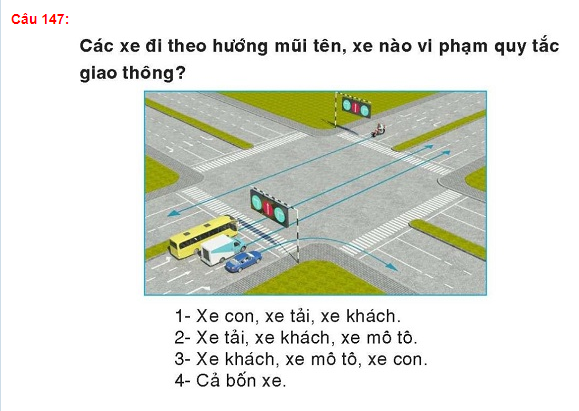 Câu 147:
Các xe đi theo hướng mũi tên, xe nào vi phạm quy tắc
giao thông?
1- Xe con, xe tải, xe khách.
2- Xe tải, xe khách, xe mô tô.
3- Xe khách, xe mô tô, xe con.
4- Cả bốn xe.